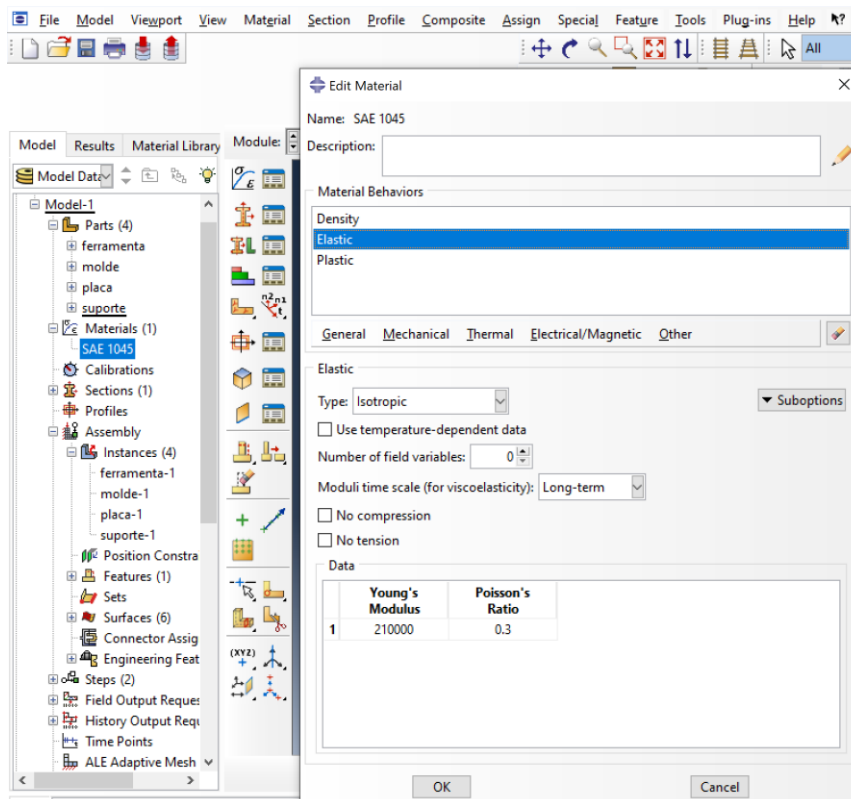 File Model Viewport View Material Section Profile Composite Assign Special Feature Tools Plug-ins Help
All
Edit Material
Name: SAE 1045
Description:
Material Behaviors
Density
Elastic
Plastic
General Mechanical Thermal Electrical/Magnetic Other
Elastic
Type: Isotropic
Suboptions
Use temperature-dependent data
Number of field variables: 0
Moduli time scale (for viscoelasticity): Long-term
No compression
No tension
Data
Young's Modulus Poisson's Ratio
1 210000 0.3
OK Cancel
Model Results Material Library Module:
Model Data
Model-1
Parts (4)
ferramenta
molde
placa
suporte
Materials (1)
SAE 1045
Calibrations
Sections (1)
Profiles
Assembly
Instances (4)
ferramenta-1
molde-1
placa-1
suporte-1
Position Constra
Features (1)
Sets
Surfaces (6)
Connector Assig
Engineering Feat
Steps (2)
Field Output Reques
History Output Requ
Time Points
ALE Adaptive Mesh
σ ε
n2 n1
t
(XYZ)